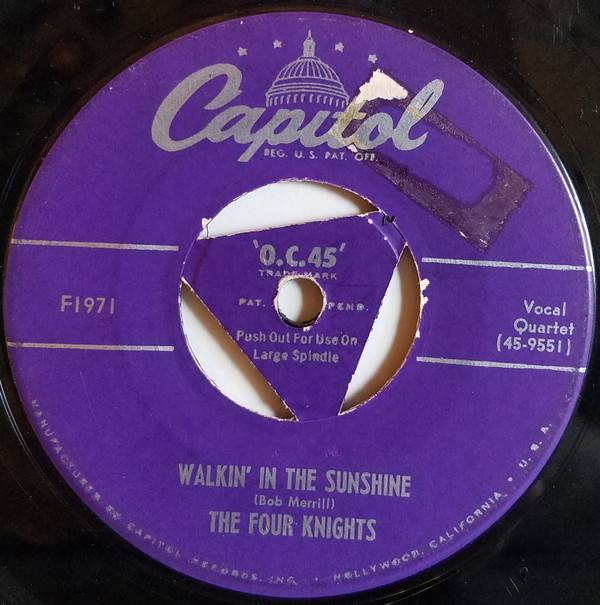 Capitol
REG. U.S. PAT. OFF.
'O.C.45'
TRADE MARK
PAT. PEND.
Push Out For Use On
Large Spindle
F1971
Vocal
Quartet
(45-9551)
WALKIN' IN THE SUNSHINE
(Bob Merrill)
THE FOUR KNIGHTS
MANUFACTURED BY CAPITOL RECORDS, INC. • HOLLYWOOD, CALIFORNIA • U.S.A.